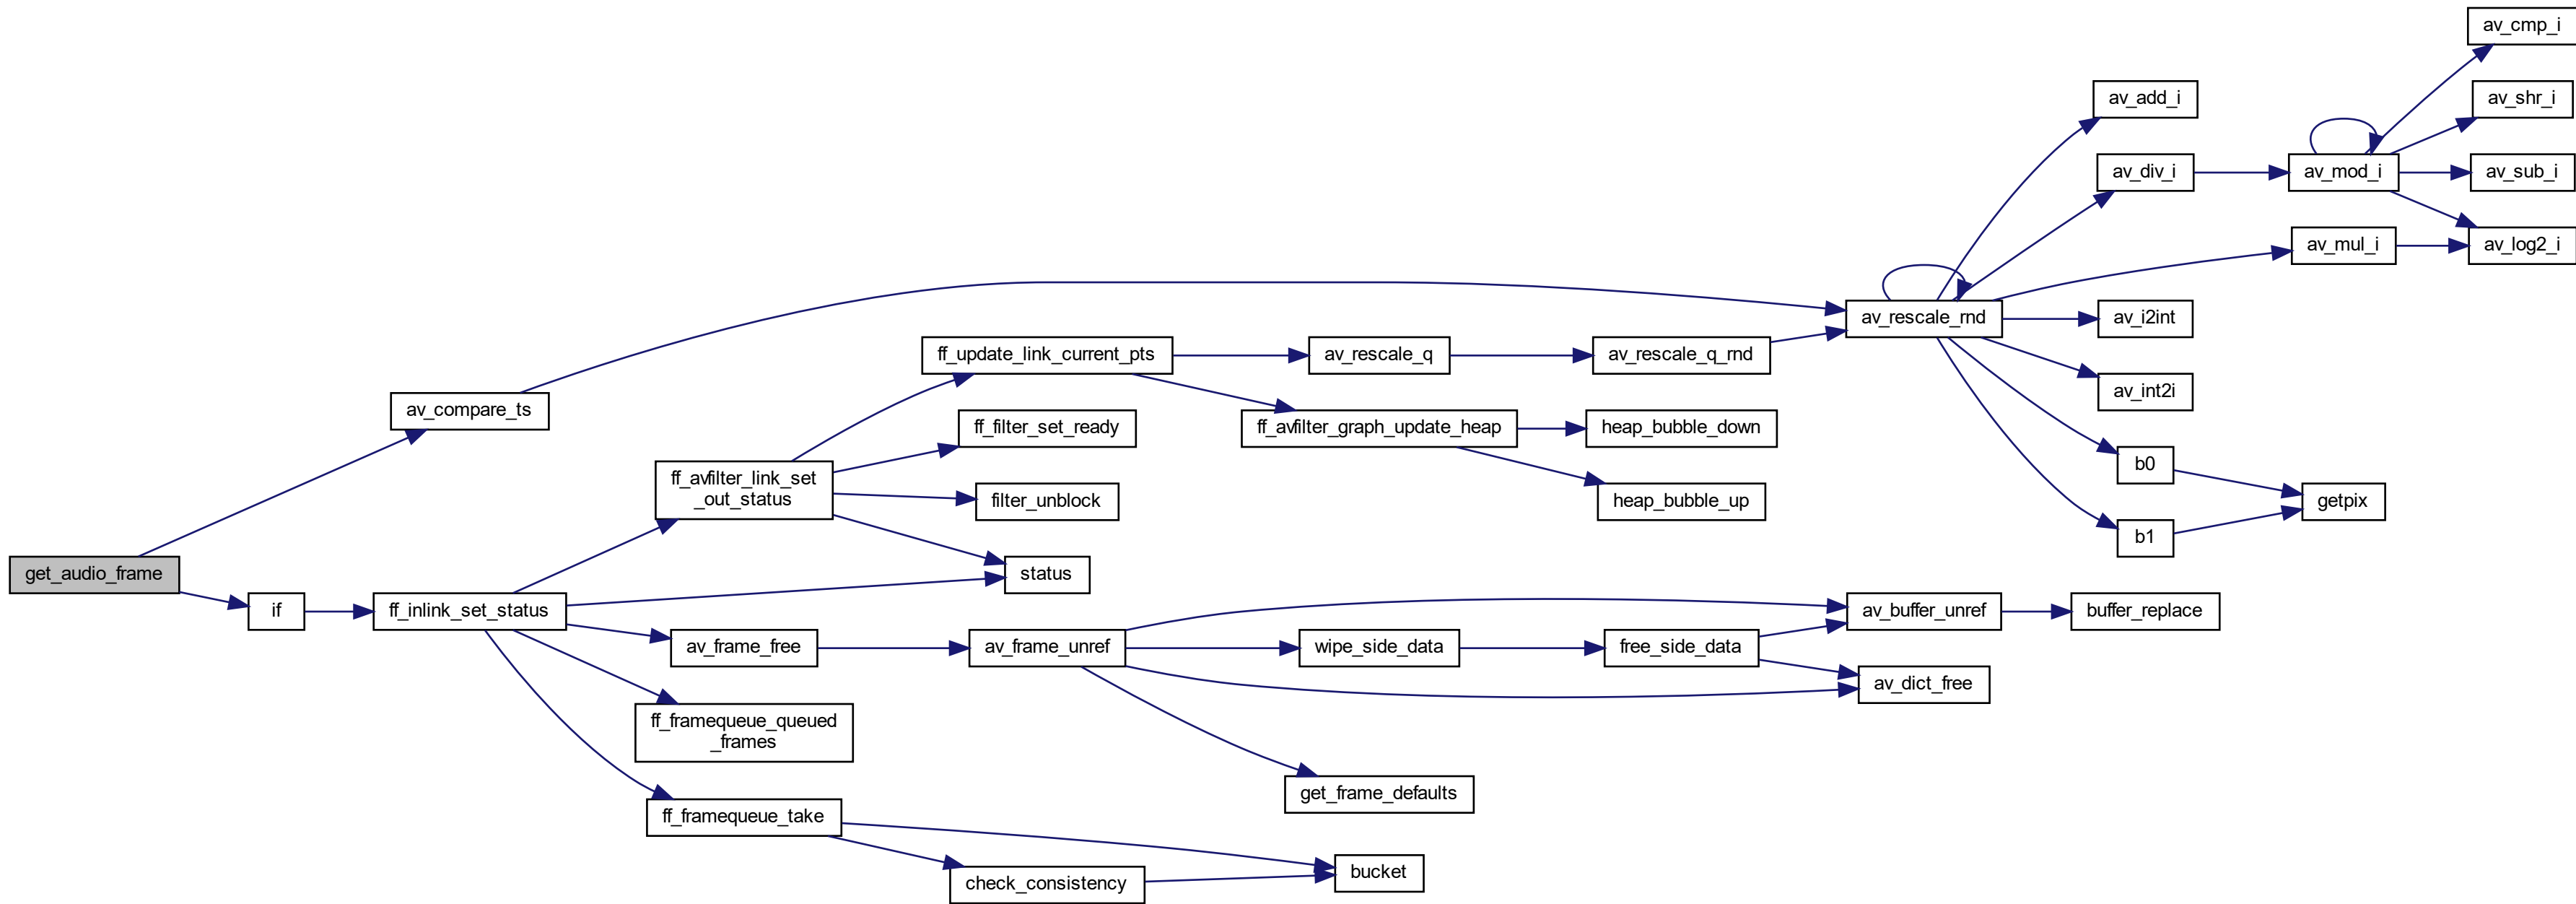 av_cmp_i
av_add_i
av_shr_i
av_div_i
av_mod_i
av_sub_i
av_mul_i
av_log2_i
av_rescale_rnd
av_i2int
ff_update_link_current_pts
av_rescale_q
av_rescale_q_rnd
av_int2i
av_compare_ts
ff_filter_set_ready
ff_avfilter_graph_update_heap
heap_bubble_down
b0
ff_avfilter_link_set
_out_status
filter_unblock
heap_bubble_up
getpix
b1
get_audio_frame
status
if
ff_inlink_set_status
av_buffer_unref
buffer_replace
av_frame_free
av_frame_unref
wipe_side_data
free_side_data
av_dict_free
ff_framequeue_queued
_frames
get_frame_defaults
ff_framequeue_take
bucket
check_consistency